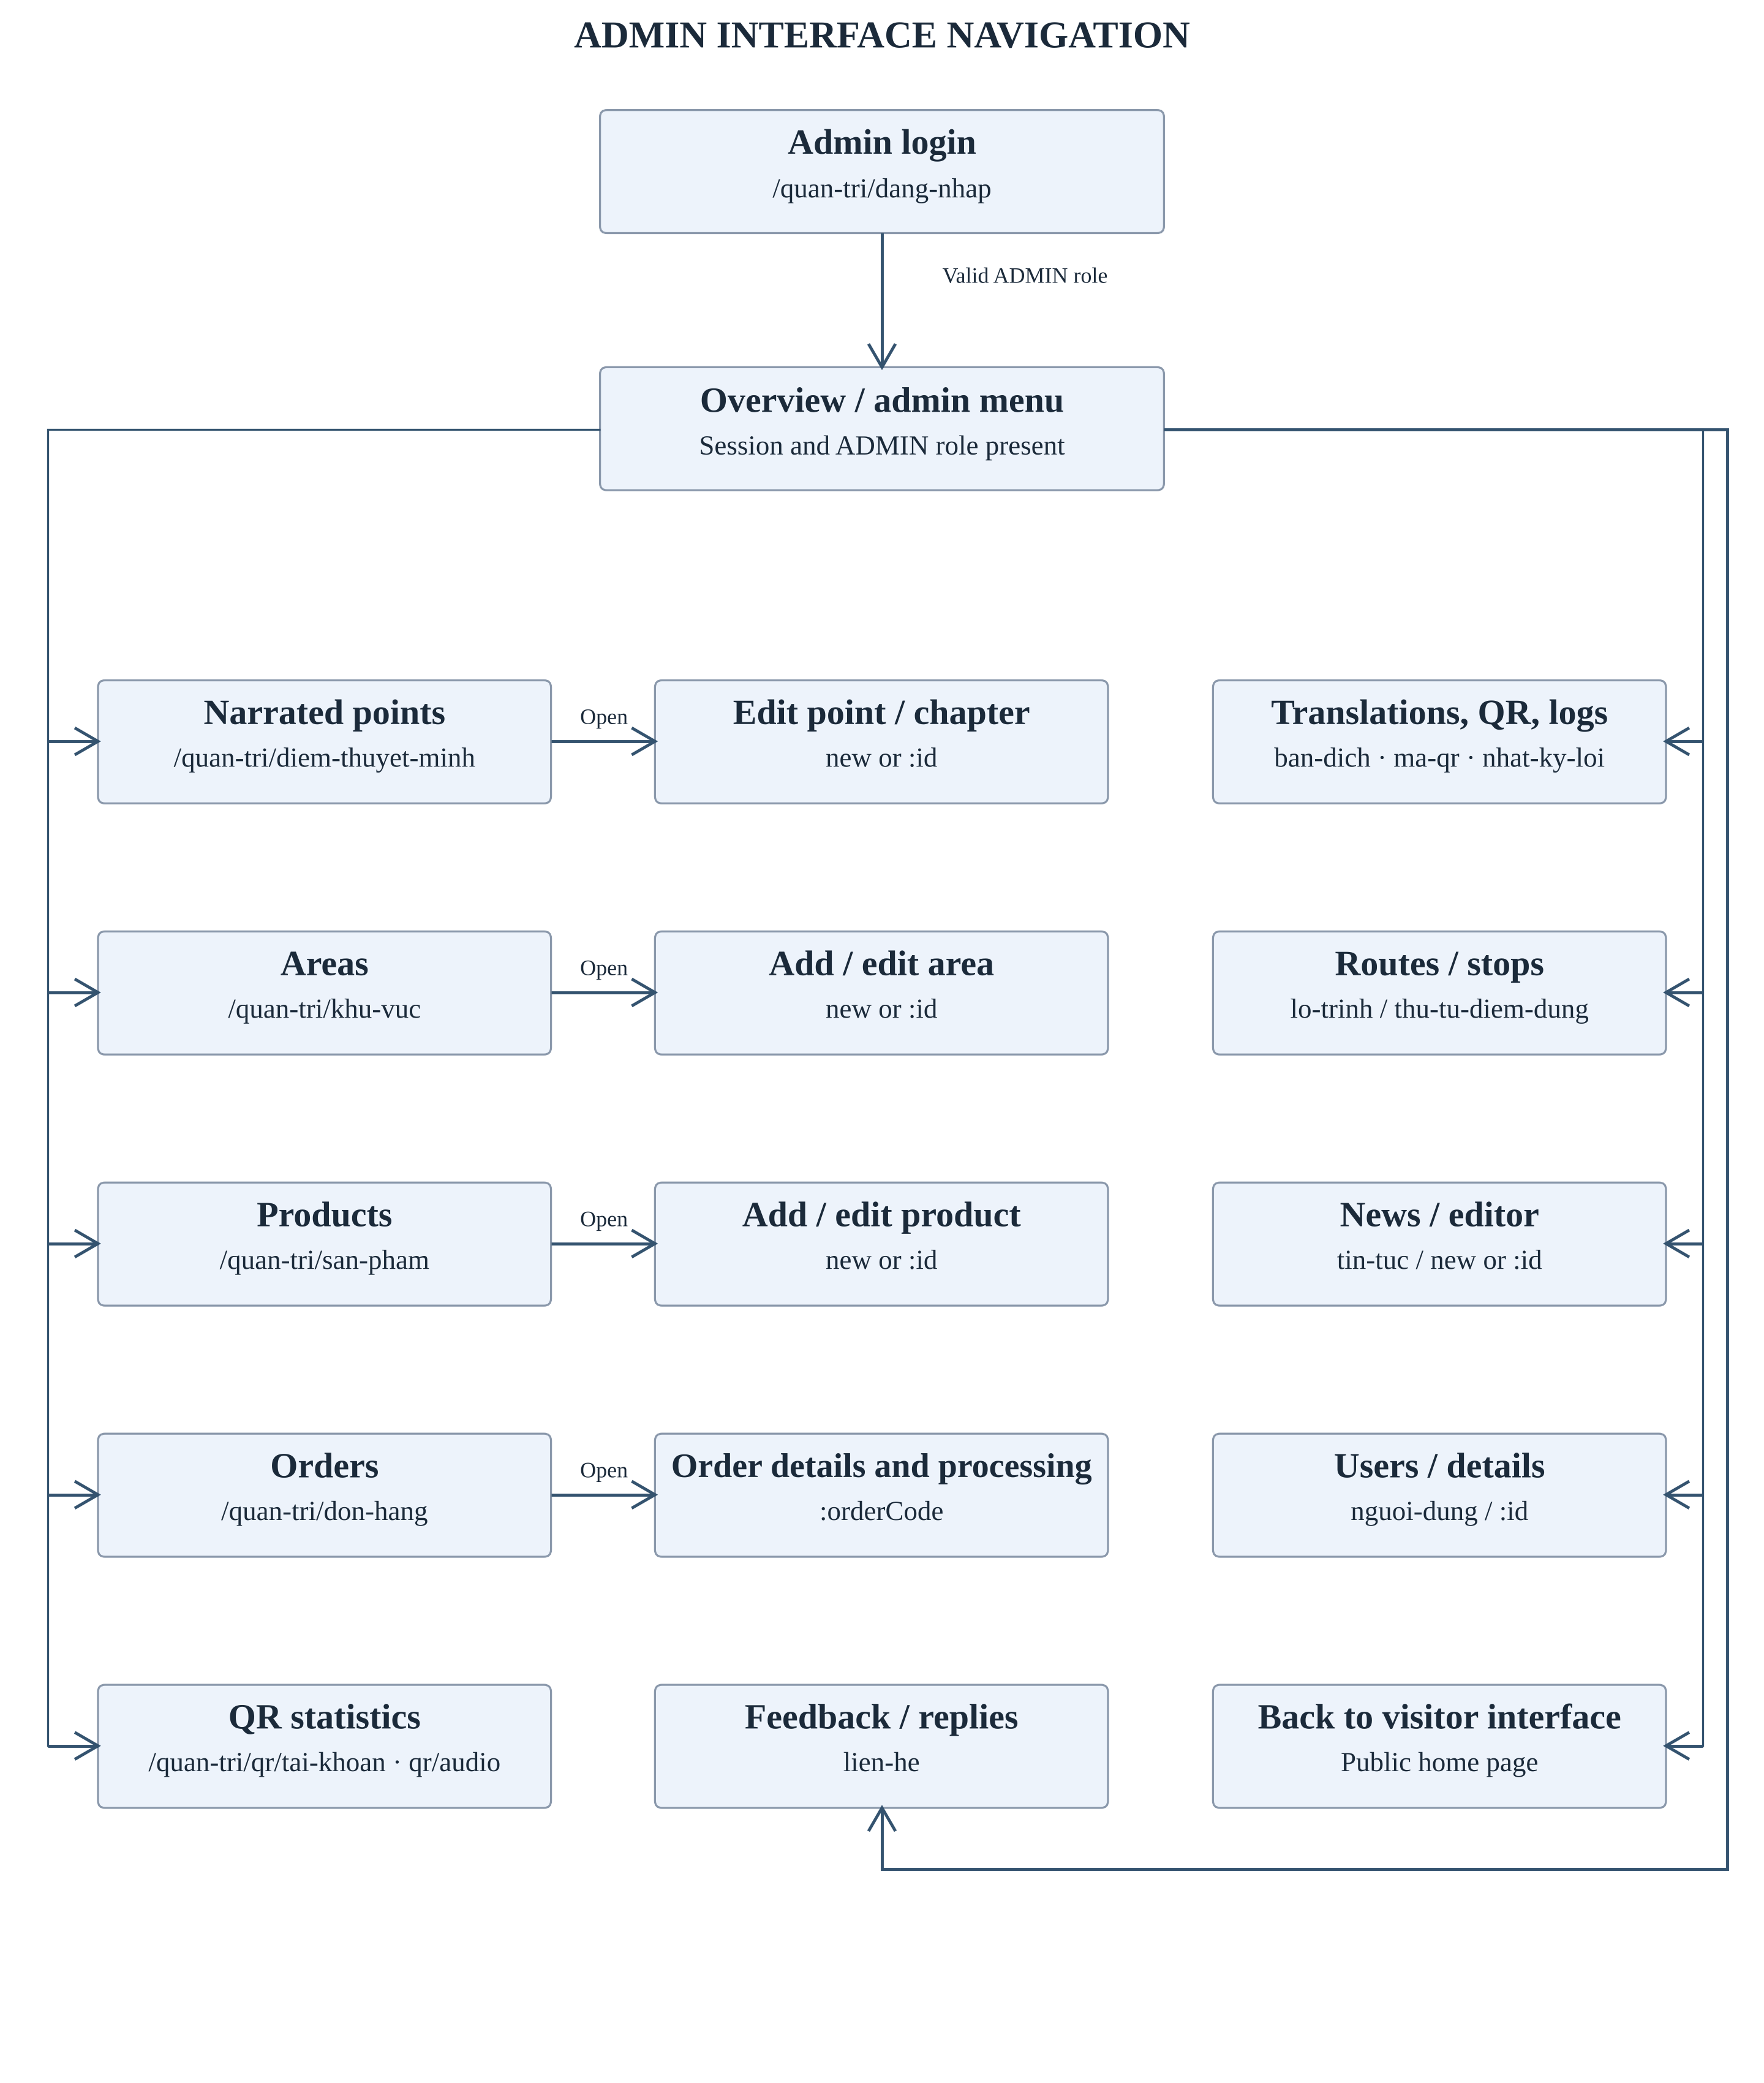 ADMIN INTERFACE NAVIGATION
Admin login
/quan-tri/dang-nhap
Valid ADMIN role
Overview / admin menu
Session and ADMIN role present
Narrated points
/quan-tri/diem-thuyet-minh
Open
Edit point / chapter
new or :id
Translations, QR, logs
ban-dich · ma-qr · nhat-ky-loi
Areas
/quan-tri/khu-vuc
Open
Add / edit area
new or :id
Routes / stops
lo-trinh / thu-tu-diem-dung
Products
/quan-tri/san-pham
Open
Add / edit product
new or :id
News / editor
tin-tuc / new or :id
Orders
/quan-tri/don-hang
Open
Order details and processing
:orderCode
Users / details
nguoi-dung / :id
QR statistics
/quan-tri/qr/tai-khoan · qr/audio
Feedback / replies
lien-he
Back to visitor interface
Public home page